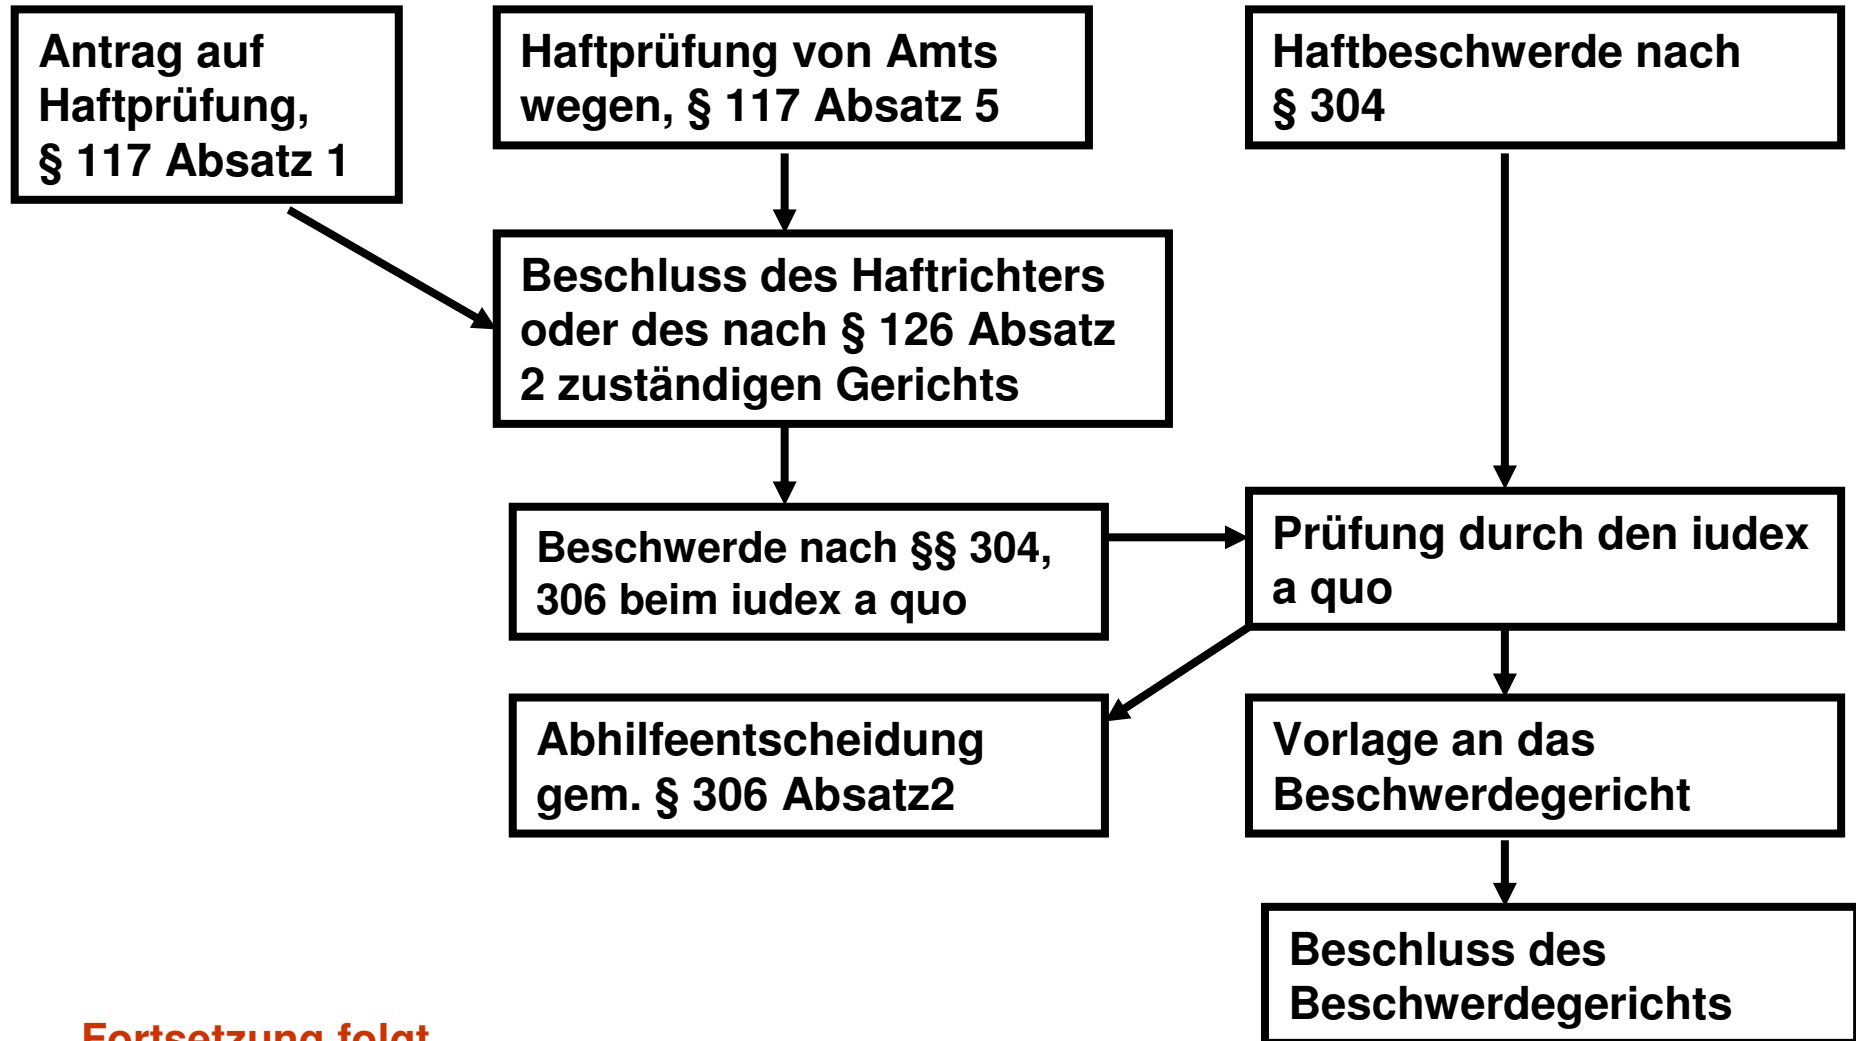 Antrag auf
Haftprüfung,
§ 117 Absatz 1
Haftprüfung von Amts
wegen, § 117 Absatz 5
Haftbeschwerde nach
§ 304
Beschluss des Haftrichters
oder des nach § 126 Absatz
2 zuständigen Gerichts
Beschwerde nach §§ 304,
306 beim iudex a quo
Prüfung durch den iudex
a quo
Abhilfeentscheidung
gem. § 306 Absatz2
Vorlage an das
Beschwerdegericht
Beschluss des
Beschwerdegerichts
Fortsetzung folgt